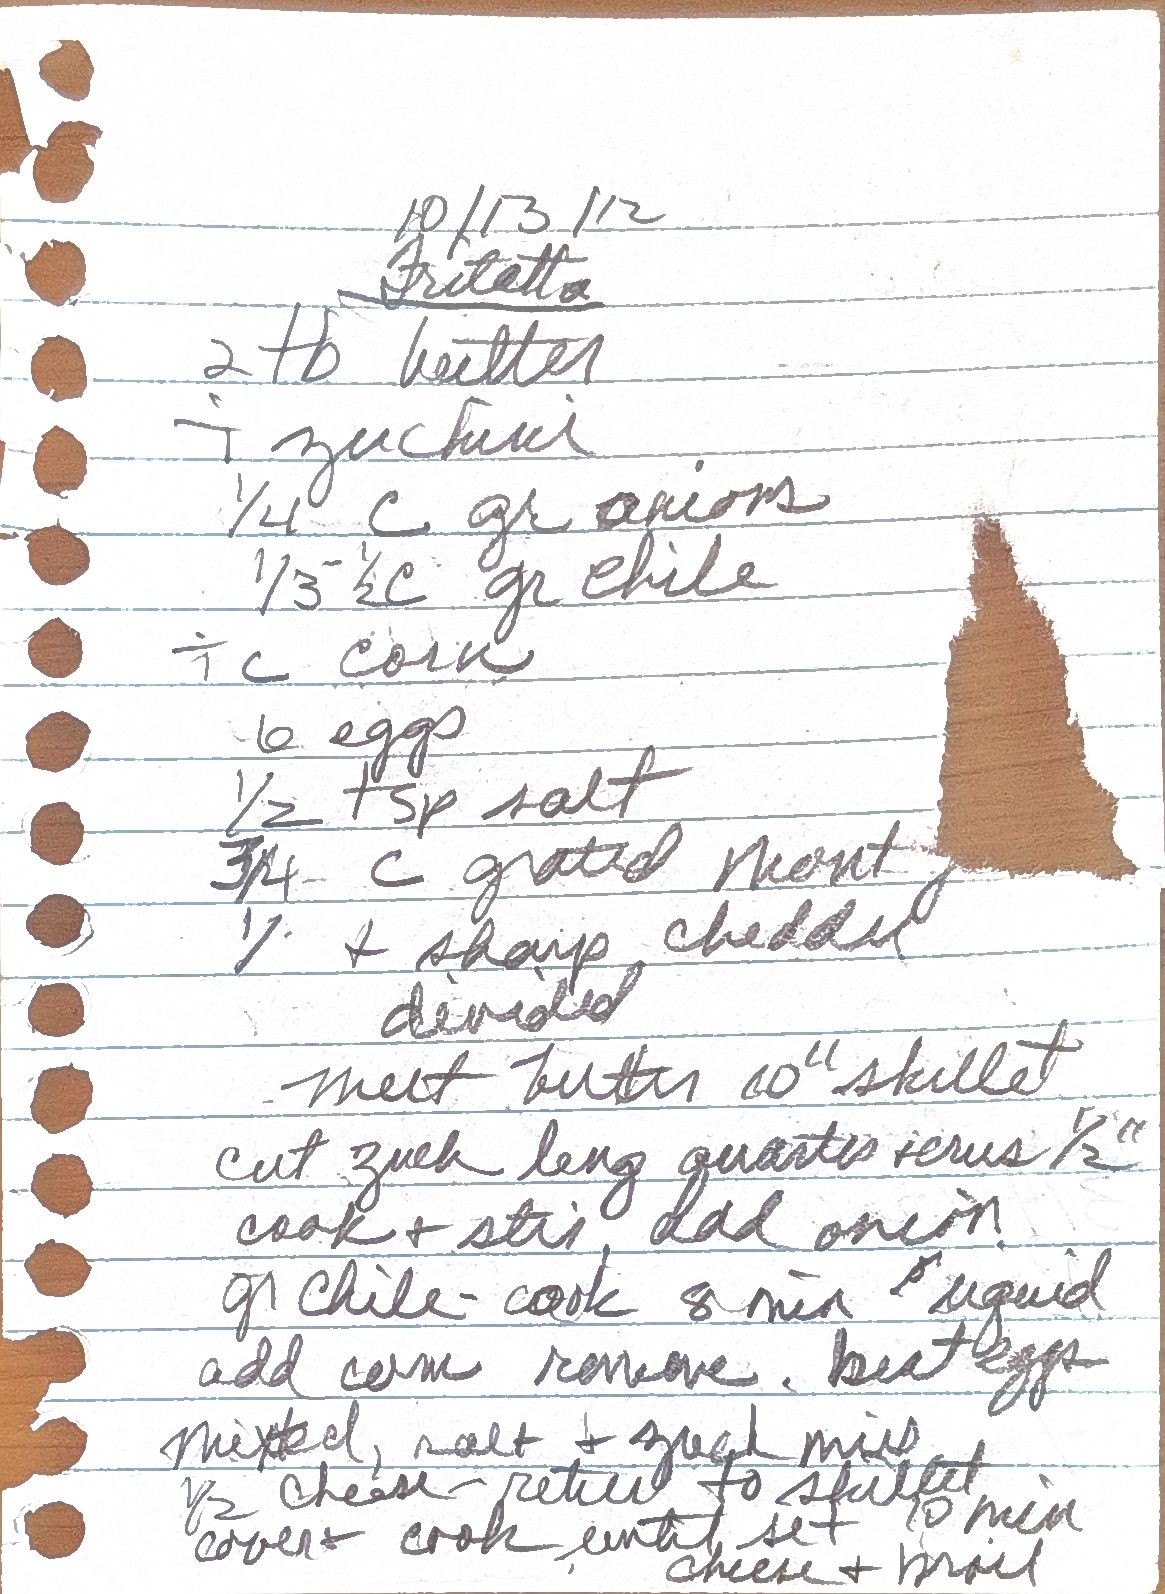 10/13/12
Fritatta
2 tb butter
1 zuchini
1/4 c gr onions
1/3 - 1/2 c gr chile
1 c corn
6 eggs
1/2 tsp salt
3/4 c grated mont
+ sharp cheddar
divided
melt butter 10" skillet
cut zuch long quarters 1/2"
cook + stir, add onion
gr chile - cook 8 min liquid
add corn remove. beat eggs
mixed, salt + zuch mix
1/2 cheese - return to skillet
cover + cook until set 10 min
cheese + broil